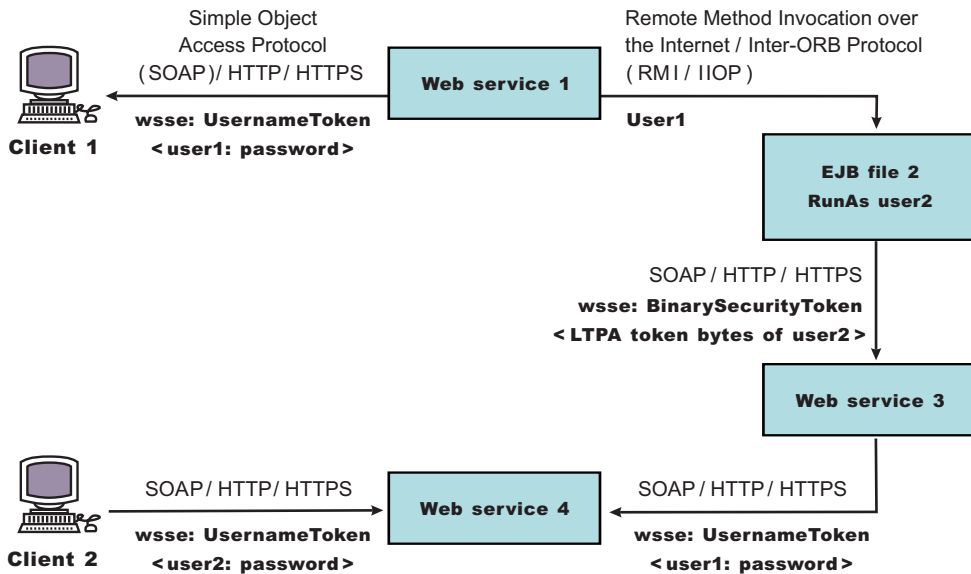 Simple Object
Access Protocol
(SOAP)/ HTTP/ HTTPS
Remote Method Invocation over
the Internet / Inter-ORB Protocol
(RMI / IIOP)
Web service 1
wsse: UsernameToken
<user1: password>
User1
Client 1
EJB file 2
RunAs user2
SOAP / HTTP / HTTPS
wsse: BinarySecurityToken
<LTPA token bytes of user2>
Web service 3
SOAP / HTTP / HTTPS
Web service 4
SOAP / HTTP / HTTPS
wsse: UsernameToken
<user2: password>
wsse: UsernameToken
<user1: password>
Client 2